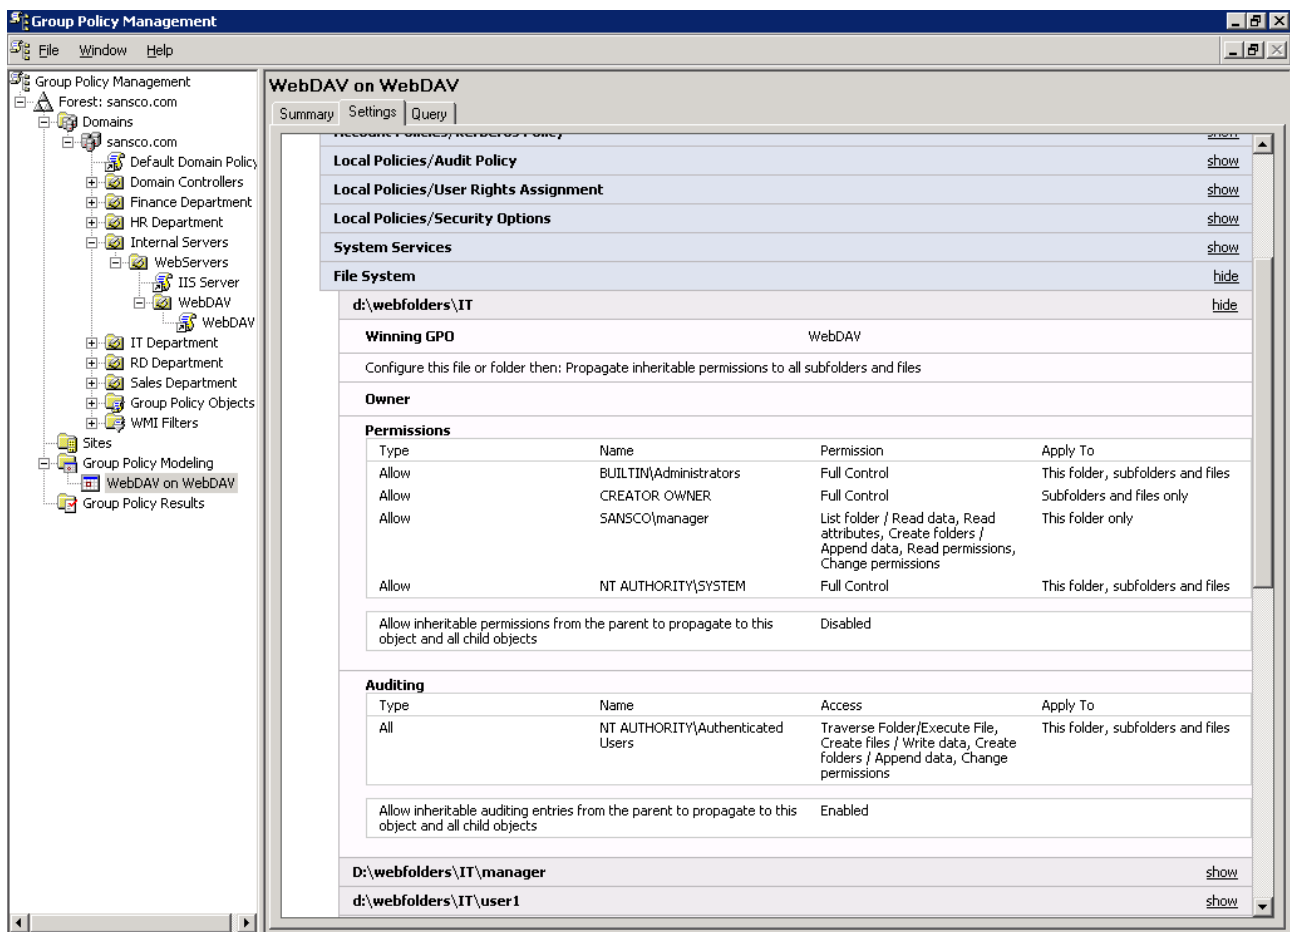 Group Policy Management
File Window Help
Group Policy Management
Forest: sansco.com
Domains
sansco.com
Default Domain Policy
Domain Controllers
Finance Department
HR Department
Internal Servers
WebServers
IIS Server
WebDAV
WebDAV
IT Department
RD Department
Sales Department
Group Policy Objects
WMI Filters
Sites
Group Policy Modeling
WebDAV on WebDAV
Group Policy Results
WebDAV on WebDAV
Summary Settings Query
Account Policies/Kerberos Policy show
Local Policies/Audit Policy show
Local Policies/User Rights Assignment show
Local Policies/Security Options show
System Services show
File System hide
d:\webfolders\IT hide
Winning GPO WebDAV
Configure this file or folder then: Propagate inheritable permissions to all subfolders and files
Owner
Permissions
Type Name Permission Apply To
Allow BUILTIN\Administrators Full Control This folder, subfolders and files
Allow CREATOR OWNER Full Control Subfolders and files only
Allow SANSCO\manager List folder / Read data, Read This folder only
attributes, Create folders /
Append data, Read permissions,
Change permissions
Allow NT AUTHORITY\SYSTEM Full Control This folder, subfolders and files
Allow inheritable permissions from the parent to propagate to this Disabled
object and all child objects
Auditing
Type Name Access Apply To
All NT AUTHORITY\Authenticated Traverse Folder/Execute File, This folder, subfolders and files
Users Create files / Write data, Create
folders / Append data, Change
permissions
Allow inheritable auditing entries from the parent to propagate to this Enabled
object and all child objects
D:\webfolders\IT\manager show
d:\webfolders\IT\user1 show